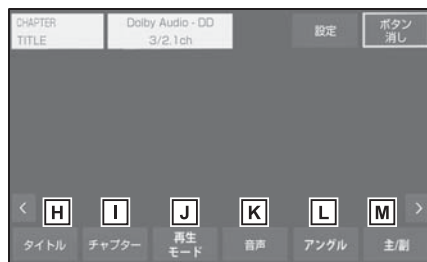 CHAPTER
TITLE
Dolby Audio - DD
3/2.1ch
設定
ボタン
消し
<
H
I
J
K
L
M
>
タイトル
チャプター
再生
モード
音声
アングル
主/副